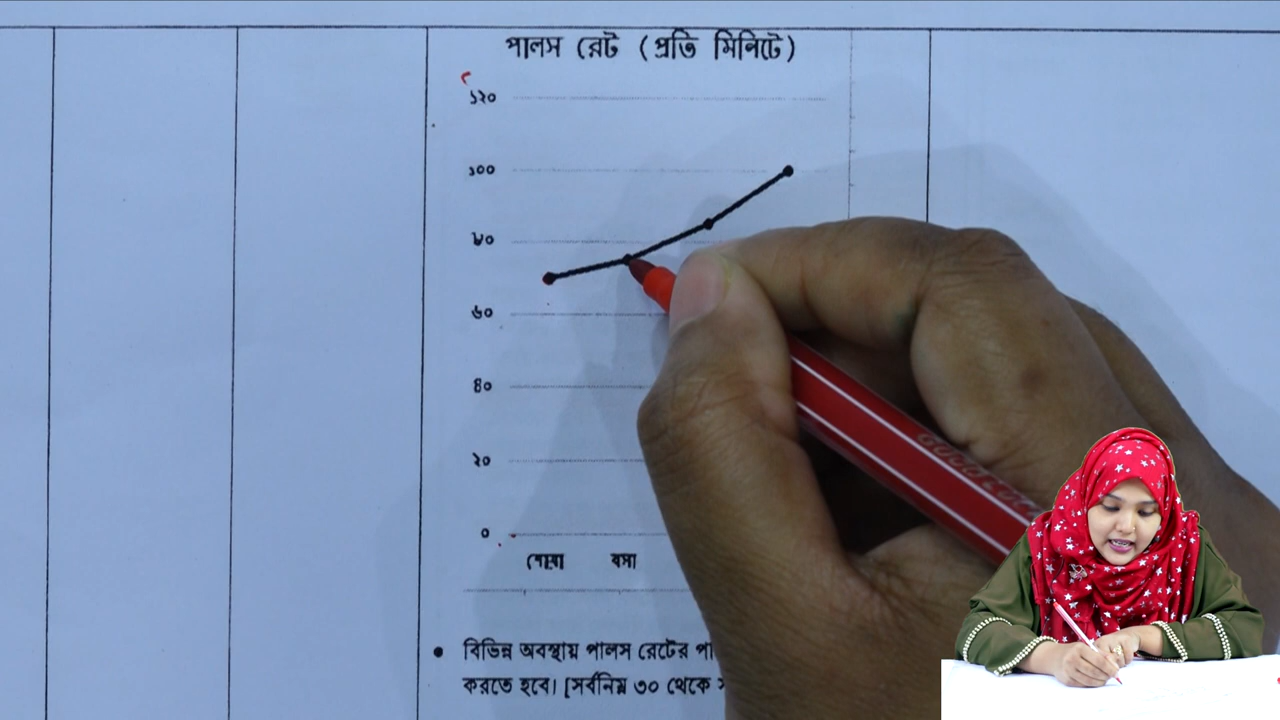 পালস রেট (প্রতি মিনিটে)
১২০
১০০
৮০
৬০
৪০
২০
০
শোয়া বসা
• বিভিন্ন অবস্থায় পালস রেটের
করতে হবে। [সর্বনিম্ন ৩০ থেকে